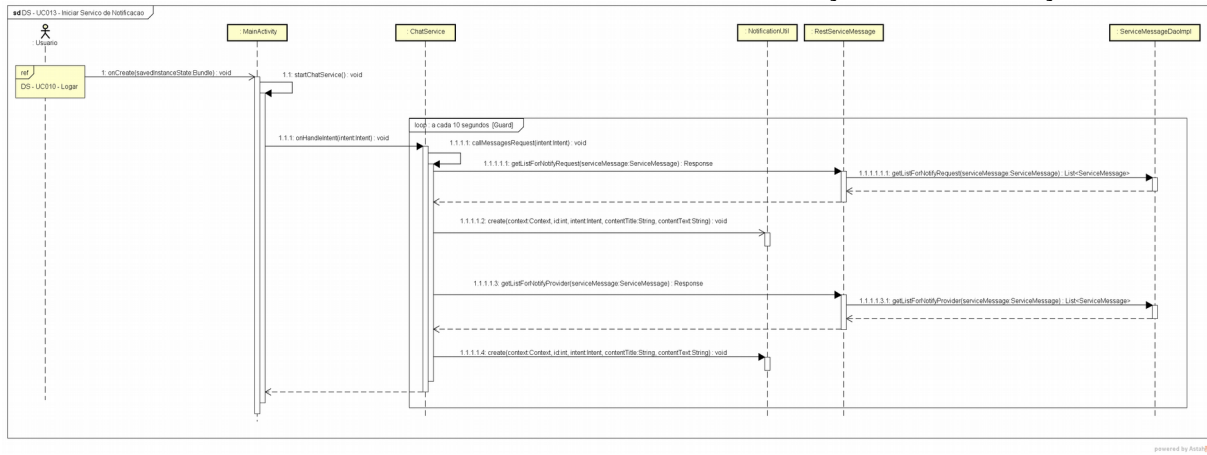 sd DS - UC013 - Iniciar Servico de Notificacao
Usuario
: MainActivity
: ChatService
: NotificationUtil
: RestServiceMessage
: ServiceMessageDaoImpl
ref
DS - UC010 - Logar
1: onCreate(savedInstanceState:Bundle) : void
1.1: startChatService() : void
loop : a cada 10 segundos [Guard]
1.1.1: onHandleIntent(intent:Intent) : void
1.1.1.1: callMessagesRequest(intent:Intent) : void
1.1.1.1.1: getListForNotifyRequest(serviceMessage:ServiceMessage) : Response
1.1.1.1.1.1: getListForNotifyRequest(serviceMessage:ServiceMessage) : List<ServiceMessage>
1.1.1.1.2: create(context:Context, id:int, intent:Intent, contentTitle:String, contentText:String) : void
1.1.1.1.3: getListForNotifyProvider(serviceMessage:ServiceMessage) : Response
1.1.1.1.3.1: getListForNotifyProvider(serviceMessage:ServiceMessage) : List<ServiceMessage>
1.1.1.1.4: create(context:Context, id:int, intent:Intent, contentTitle:String, contentText:String) : void
powered by Astah